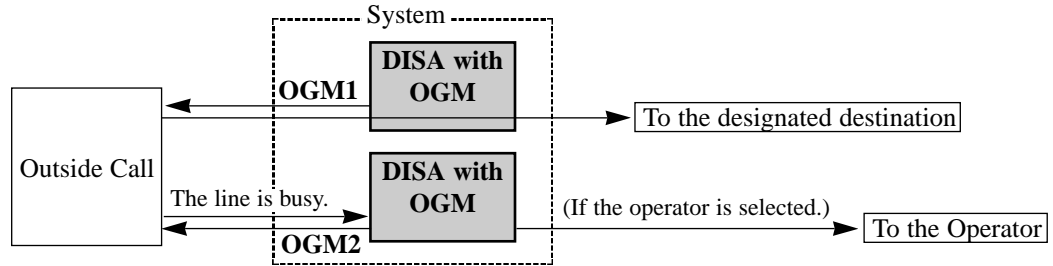 System
DISA with
OGM
OGM1
To the designated destination
Outside Call
DISA with
OGM
The line is busy.
(If the operator is selected.)
OGM2
To the Operator